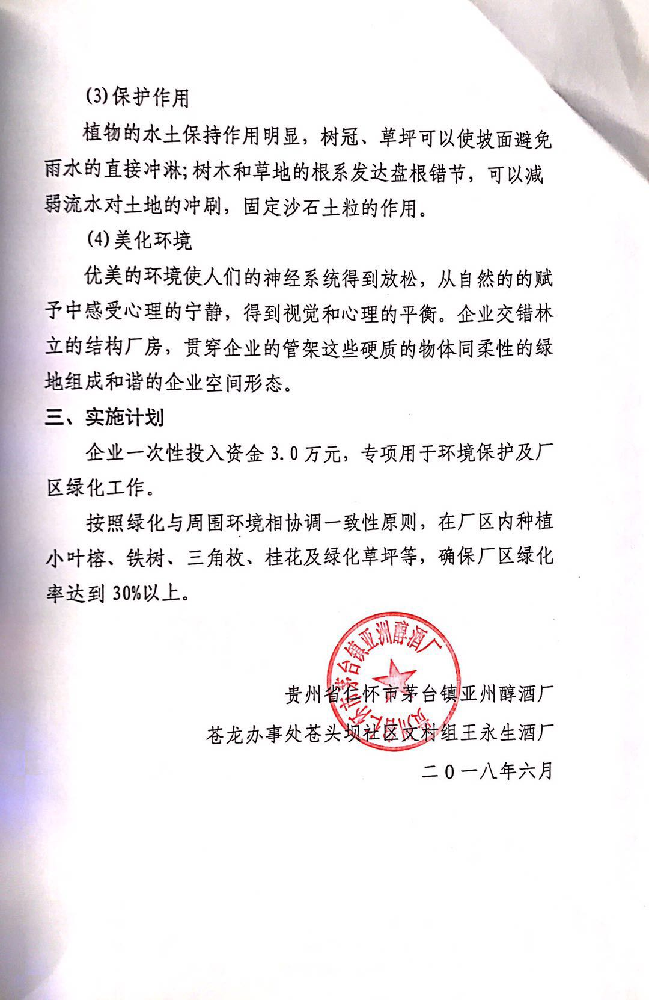 (3)保护作用
植物的水土保持作用明显，树冠、草坪可以使坡面避免
雨水的直接冲淋;树木和草地的根系发达盘根错节，可以减
弱流水对土地的冲刷，固定沙石土粒的作用。
(4)美化环境
优美的环境使人们的神经系统得到放松，从自然的的赋
予中感受心理的宁静，得到视觉和心理的平衡。企业交错林
立的结构厂房，贯穿企业的管架这些硬质的物体同柔性的绿
地组成和谐的企业空间形态。
三、实施计划
企业一次性投入资金3.0万元，专项用于环境保护及厂
区绿化工作。
按照绿化与周围环境相协调一致性原则，在厂区内种植
小叶榕、铁树、三角枚、桂花及绿化草坪等，确保厂区绿化
率达到30%以上。
贵州省仁怀市茅台镇亚洲醇酒厂
贵州省仁怀市茅台镇亚州醇酒厂
苍龙办事处苍头坝社区文村组王永生酒厂
二0一八年六月